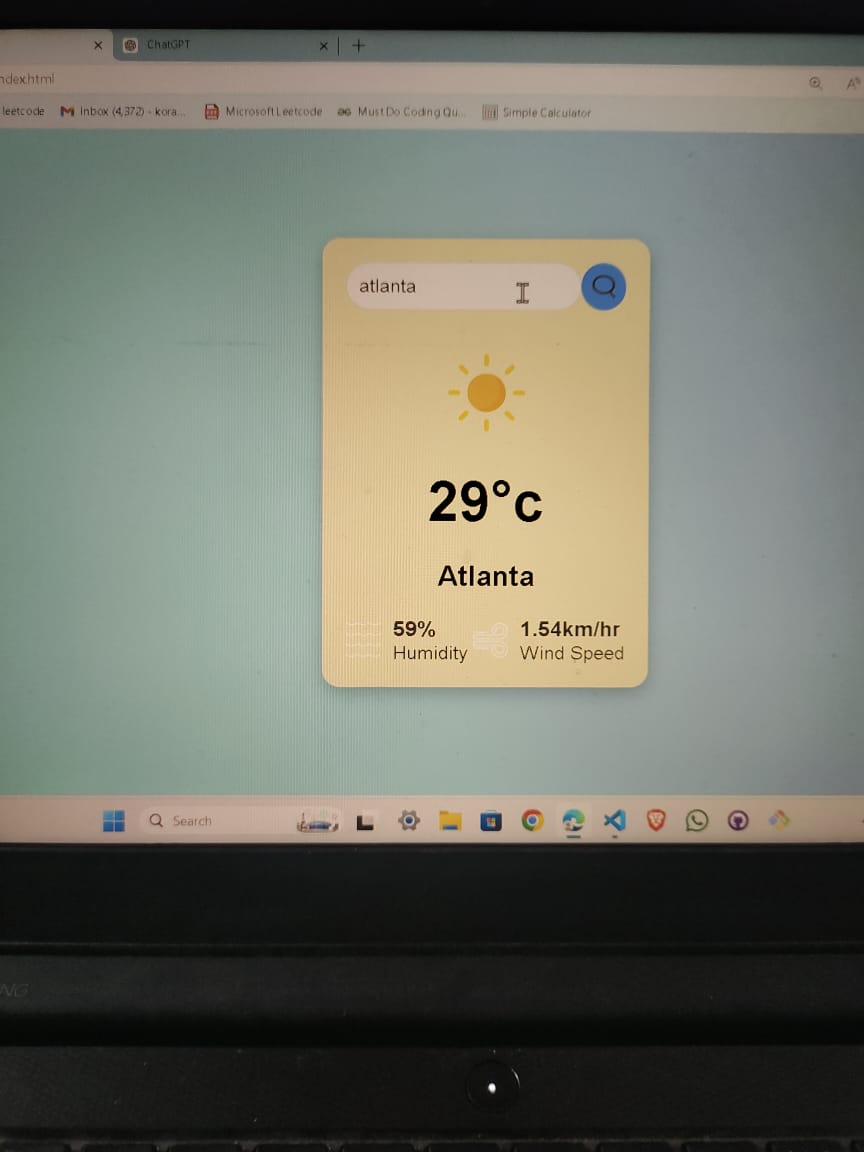 ChatGPT
ndex.html
leetcode Inbox (4,372) - kora... Microsoft Leetcode Must Do Coding Qu... Simple Calculator
atlanta
29°c
Atlanta
59% 1.54km/hr
Humidity Wind Speed
Search
NG